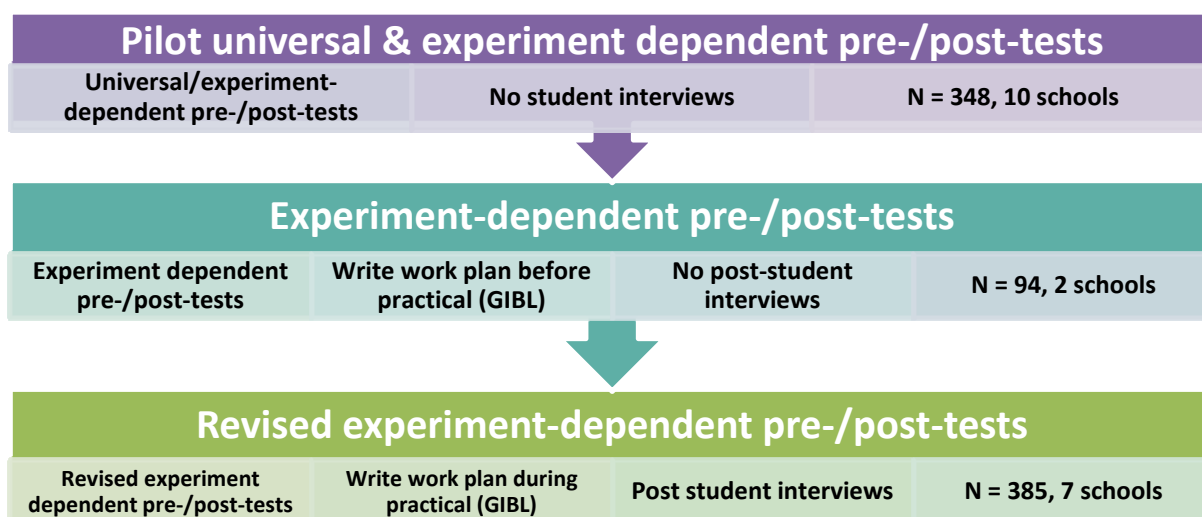 Pilot universal & experiment dependent pre-/post-tests
Universal/experiment-
dependent pre-/post-tests
No student interviews
N = 348, 10 schools
Experiment-dependent pre-/post-tests
Experiment dependent
pre-/post-tests
Write work plan before
practical (GIBL)
No post-student
interviews
N = 94, 2 schools
Revised experiment-dependent pre-/post-tests
Revised experiment
dependent pre-/post-tests
Write work plan during
practical (GIBL)
Post student interviews
N = 385, 7 schools